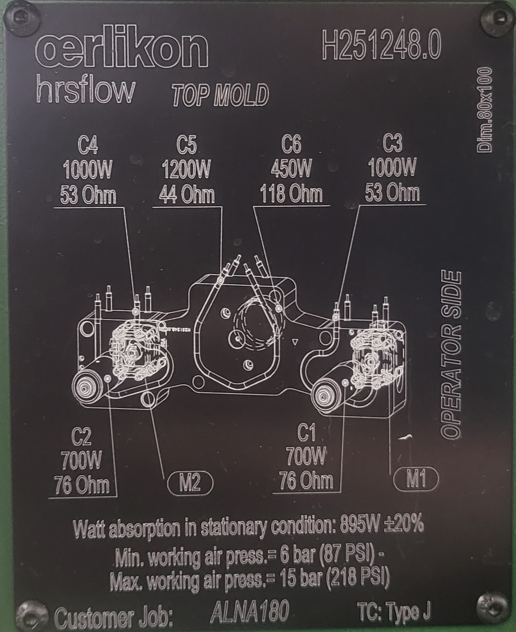 œrlikon
hrsflow
TOP MOLD
H251248.0
Dim.80x100
C4
1000W
53 Ohm
C5
1200W
44 Ohm
C6
450W
118 Ohm
C3
1000W
53 Ohm
OPERATOR SIDE
C2
700W
76 Ohm
M2
C1
700W
76 Ohm
M1
Watt absorption in stationary condition: 895W ±20%
Min. working air press.= 6 bar (87 PSI) -
Max. working air press.= 15 bar (218 PSI)
Customer Job: ALNA180 TC: Type J